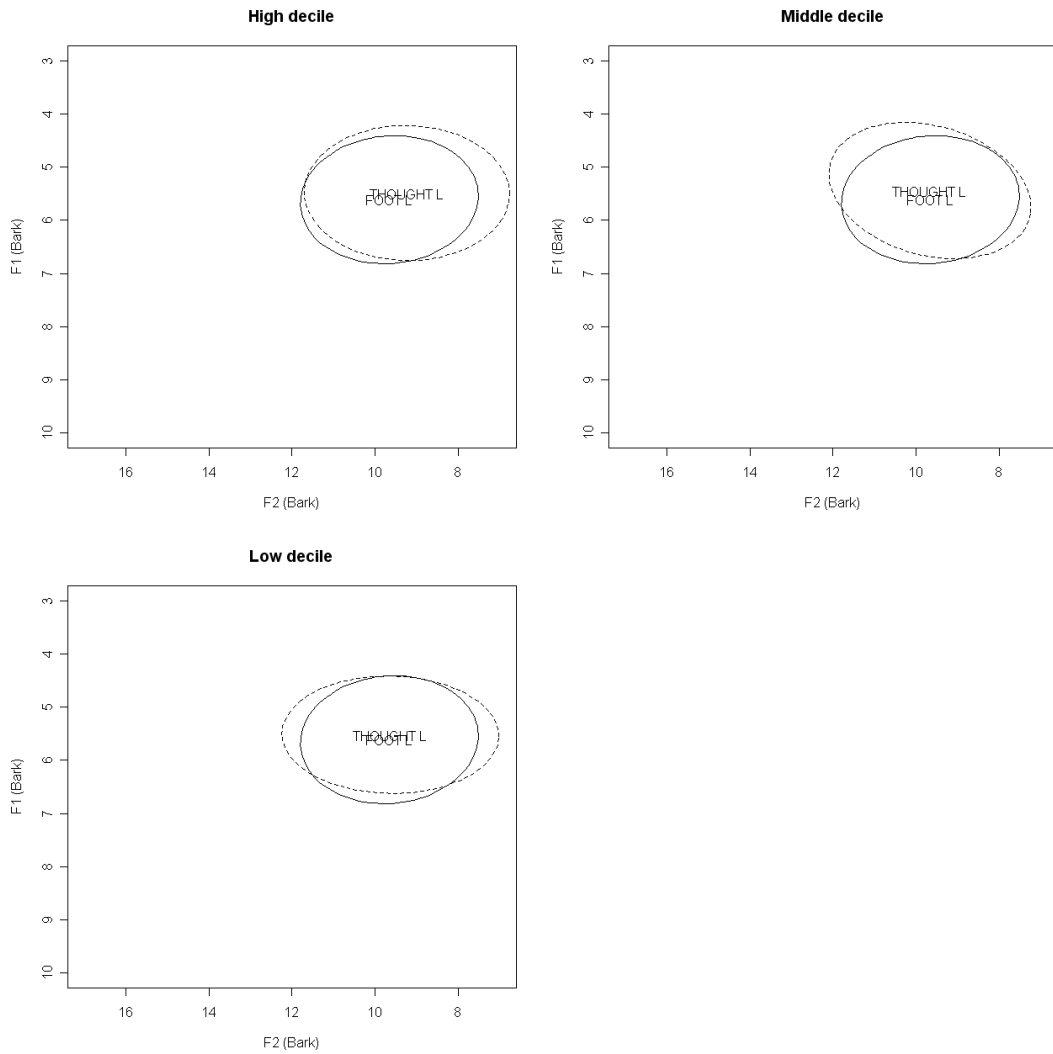 High decile
3
4
5
6
7
8
9
10
F1 (Bark)
THOUGHT L
FOOT L
16 14 12 10 8
F2 (Bark)
Middle decile
3
4
5
6
7
8
9
10
F1 (Bark)
THOUGHT L
FOOT L
16 14 12 10 8
F2 (Bark)
Low decile
3
4
5
6
7
8
9
10
F1 (Bark)
THOUGHT L
FOOT L
16 14 12 10 8
F2 (Bark)